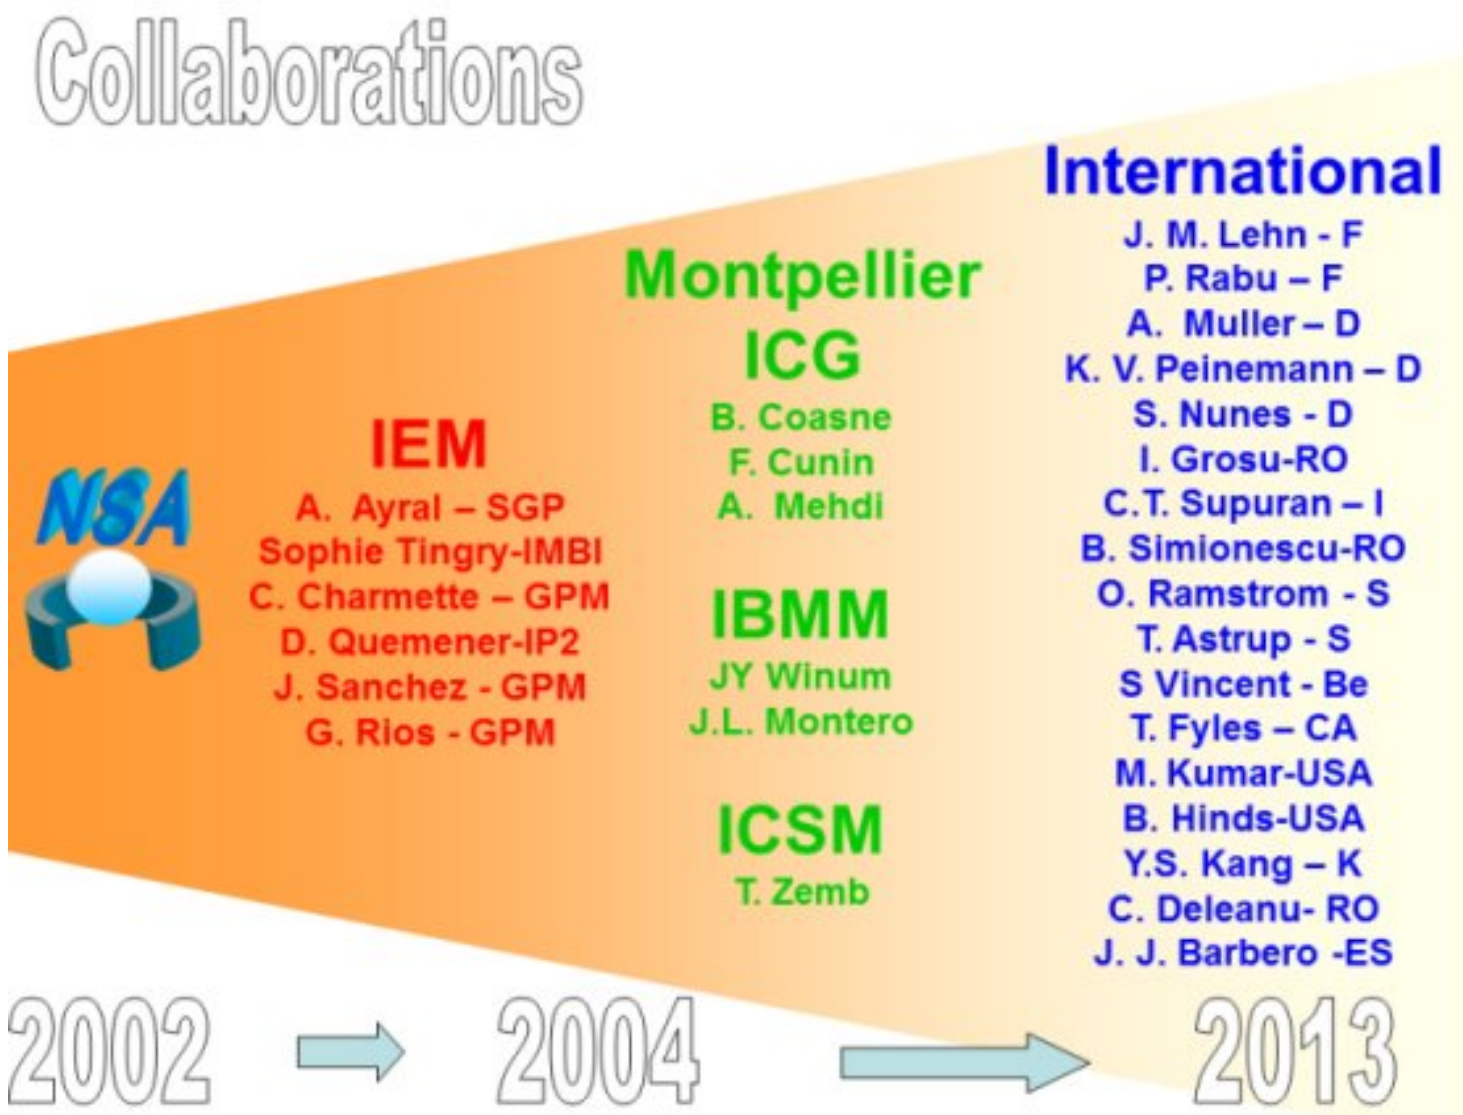 Collaborations
NSA
IEM
A. Ayral – SGP
Sophie Tingry-IMBI
C. Charmette – GPM
D. Quemener-IP2
J. Sanchez - GPM
G. Rios - GPM
Montpellier
ICG
B. Coasne
F. Cunin
A. Mehdi
IBMM
JY Winum
J.L. Montero
ICSM
T. Zemb
International
J. M. Lehn - F
P. Rabu – F
A. Muller – D
K. V. Peinemann – D
S. Nunes - D
I. Grosu-RO
C.T. Supuran – I
B. Simionescu-RO
O. Ramstrom - S
T. Astrup - S
S Vincent - Be
T. Fyles – CA
M. Kumar-USA
B. Hinds-USA
Y.S. Kang – K
C. Deleanu- RO
J. J. Barbero -ES
2002
2004
2013